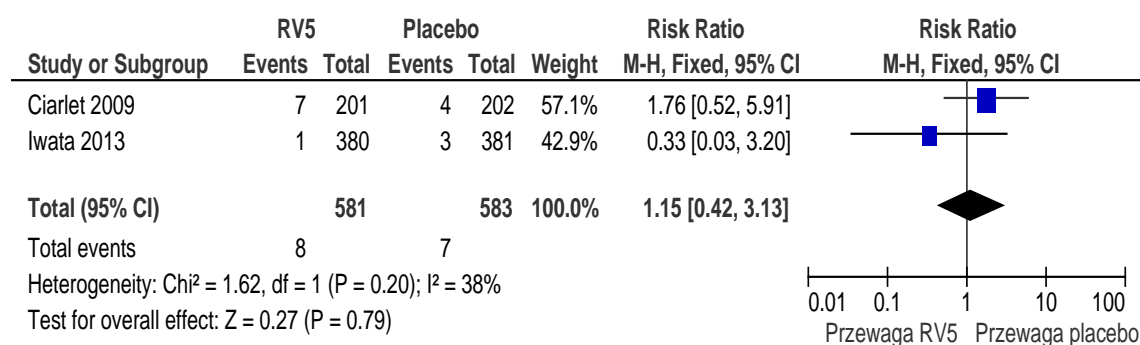 RV5 Placebo Risk Ratio Risk Ratio
Study or Subgroup Events Total Events Total Weight M-H, Fixed, 95% CI M-H, Fixed, 95% CI
Ciarlet 2009 7 201 4 202 57.1% 1.76 [0.52, 5.91]
Iwata 2013 1 380 3 381 42.9% 0.33 [0.03, 3.20]
Total (95% CI) 581 583 100.0% 1.15 [0.42, 3.13]
Total events 8 7
Heterogeneity: Chi² = 1.62, df = 1 (P = 0.20); I² = 38%
Test for overall effect: Z = 0.27 (P = 0.79)
0.01 0.1 1 10 100
Przewaga RV5 Przewaga placebo